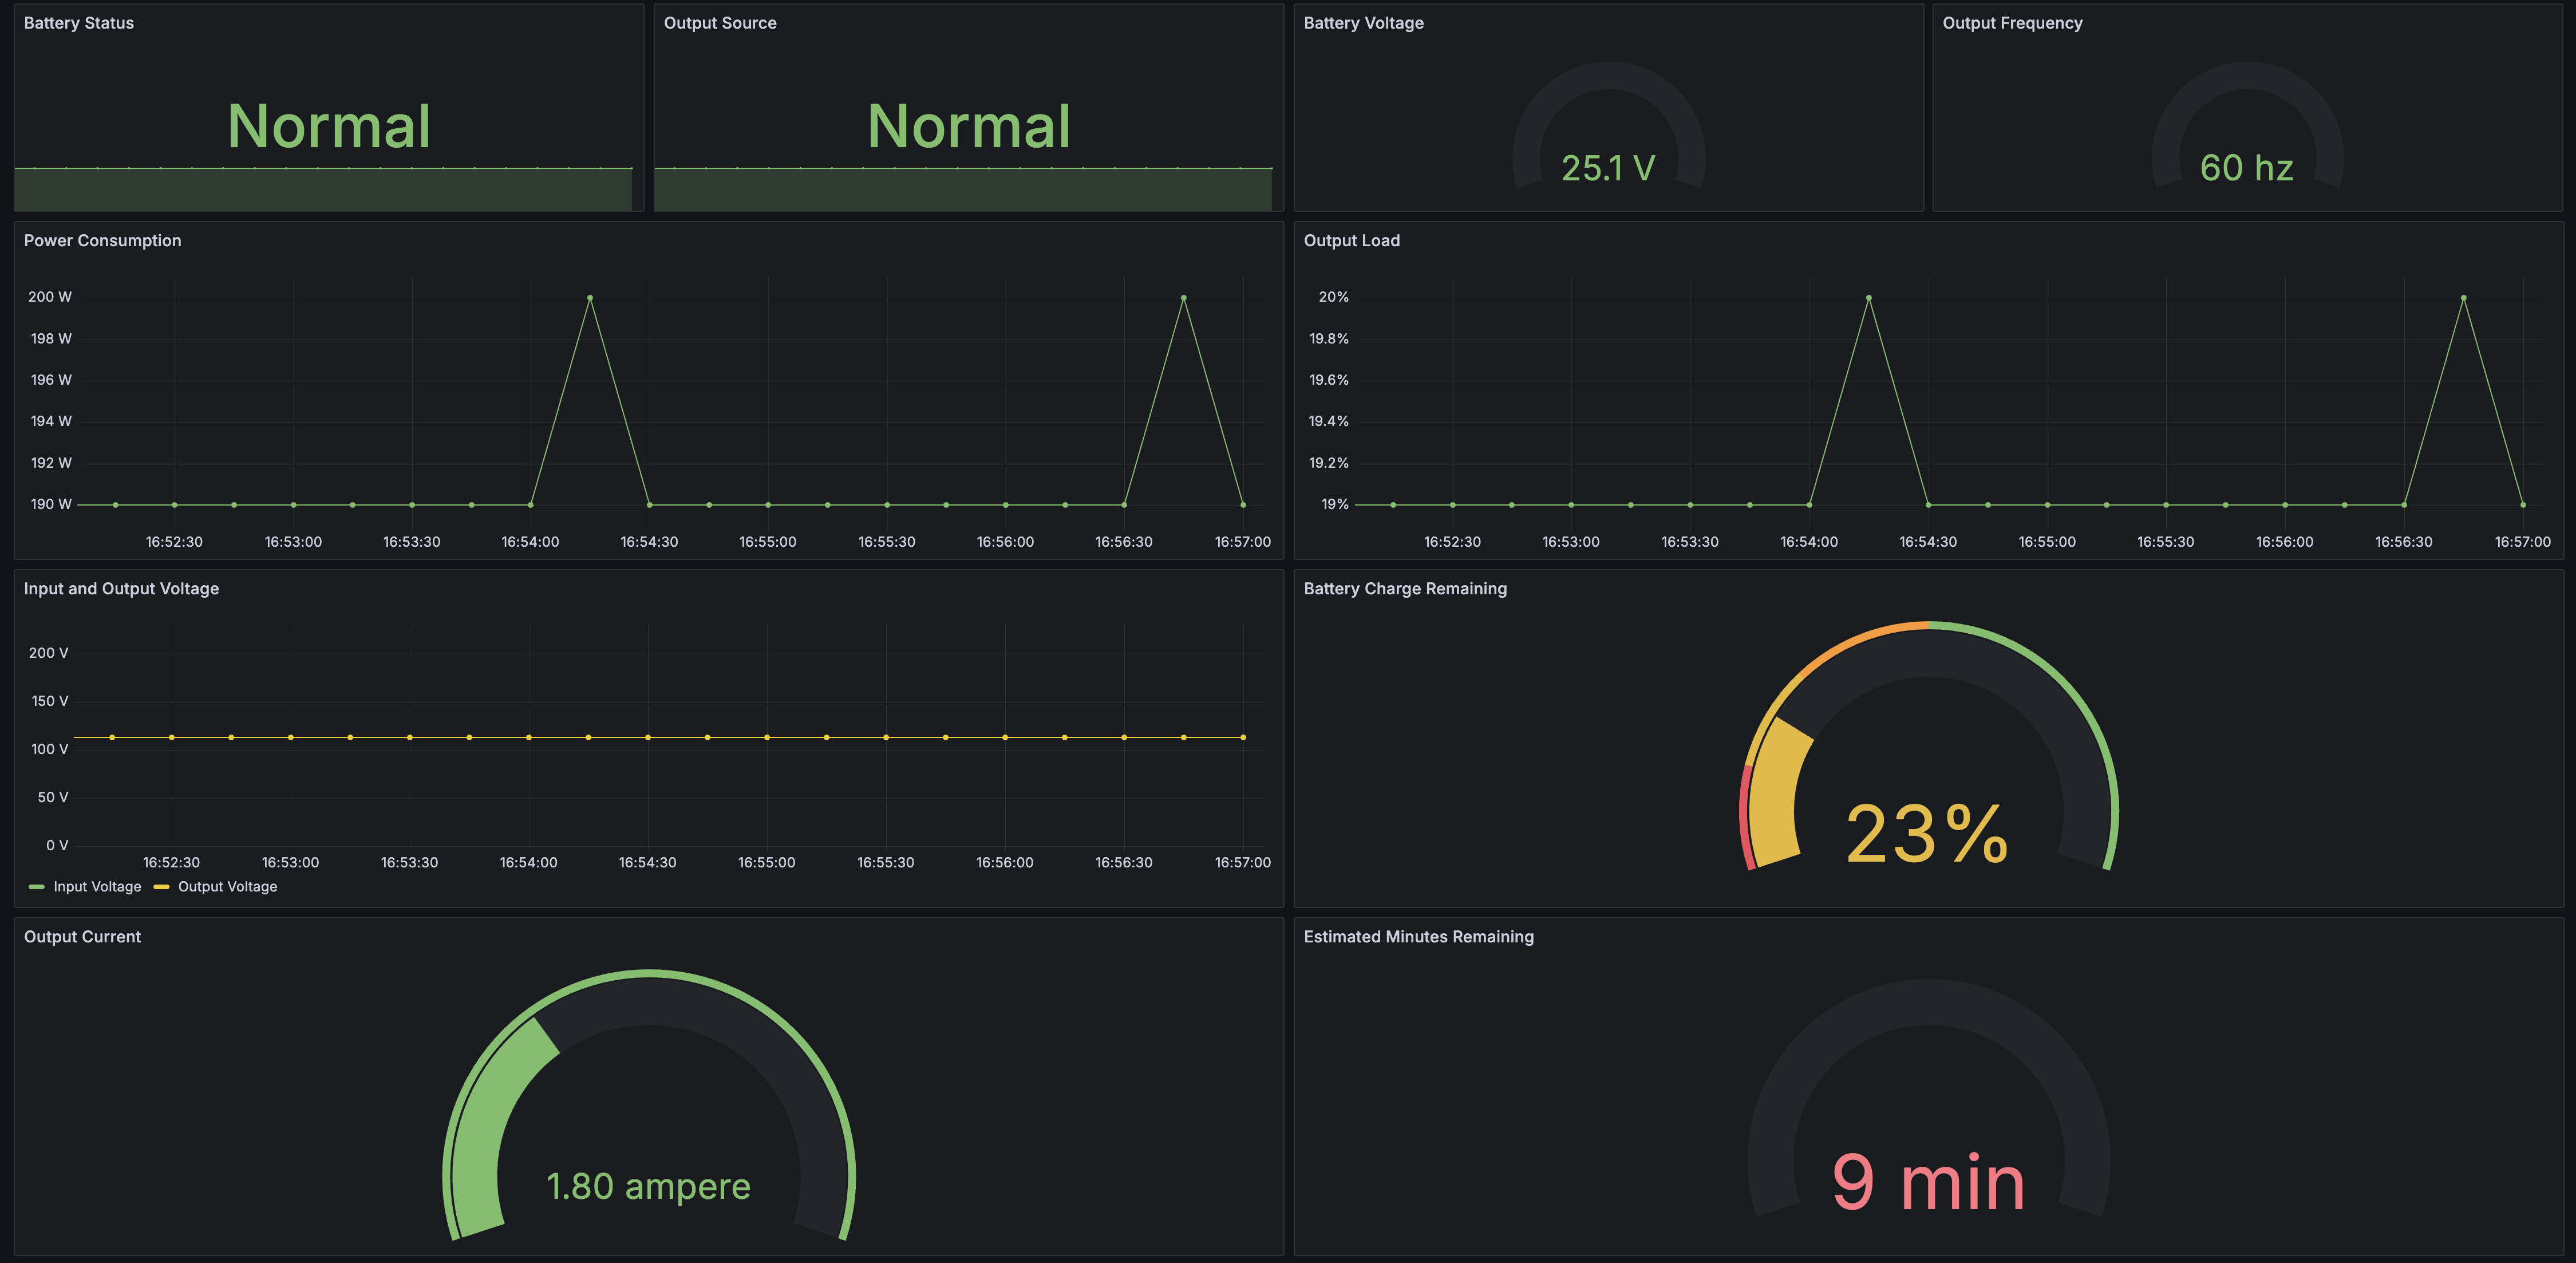 Battery Status
Normal
Output Source
Normal
Battery Voltage
25.1 V
Output Frequency
60 hz
Power Consumption
200 W
198 W
196 W
194 W
192 W
190 W
16:52:30 16:53:00 16:53:30 16:54:00 16:54:30 16:55:00 16:55:30 16:56:00 16:56:30 16:57:00
Output Load
20%
19.8%
19.6%
19.4%
19.2%
19%
16:52:30 16:53:00 16:53:30 16:54:00 16:54:30 16:55:00 16:55:30 16:56:00 16:56:30 16:57:00
Input and Output Voltage
200 V
150 V
100 V
50 V
0 V
16:52:30 16:53:00 16:53:30 16:54:00 16:54:30 16:55:00 16:55:30 16:56:00 16:56:30 16:57:00
Input Voltage Output Voltage
Battery Charge Remaining
23%
Output Current
1.80 ampere
Estimated Minutes Remaining
9 min